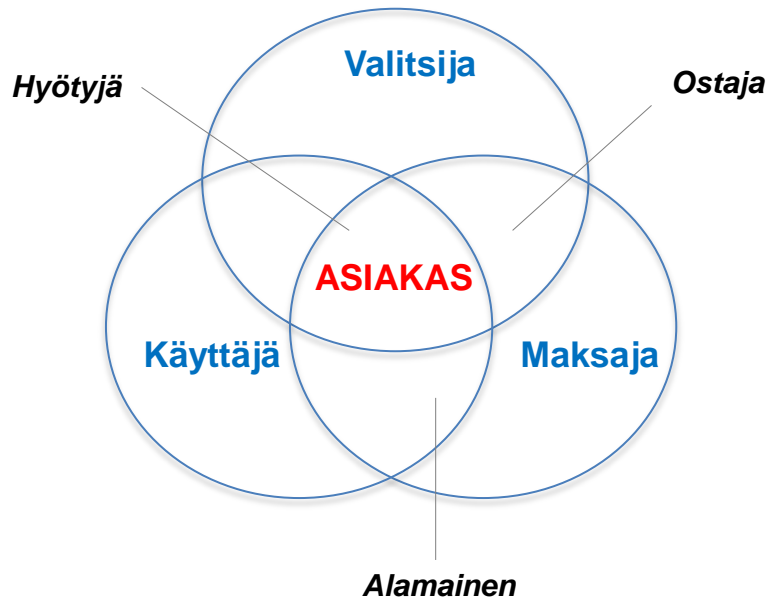 Valitsija
Hyötyjä
Ostaja
ASIAKAS
Käyttäjä
Maksaja
Alamainen